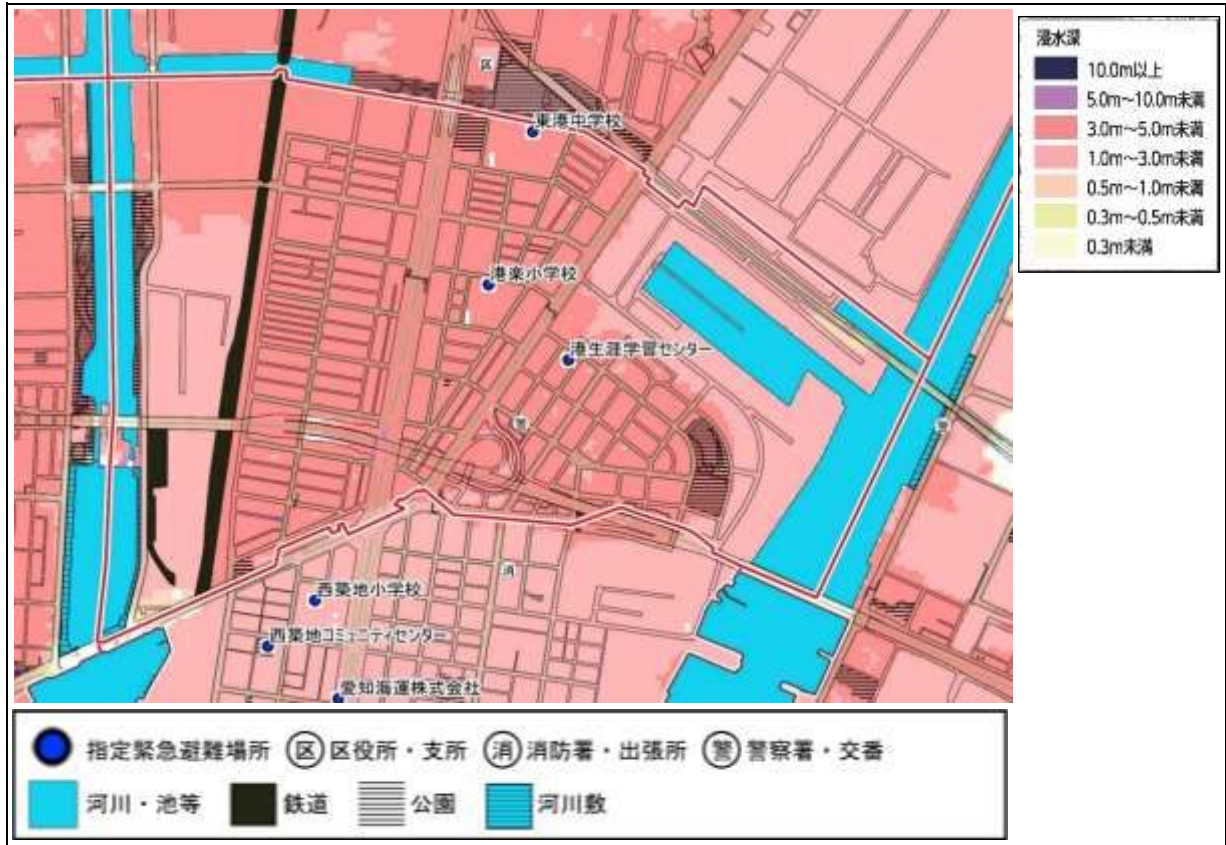 浸水深
10.0m以上
5.0m～10.0m未満
3.0m～5.0m未満
1.0m～3.0m未満
0.5m～1.0m未満
0.3m～0.5m未満
0.3m未満
区
東港中学校
港楽小学校
港生涯学習センター
警
警
消
西築地小学校
西築地コミュニティセンター
愛知海運株式会社
指定緊急避難場所 区 区役所・支所 消 消防署・出張所 警 警察署・交番
河川・池等 鉄道 公園 河川敷